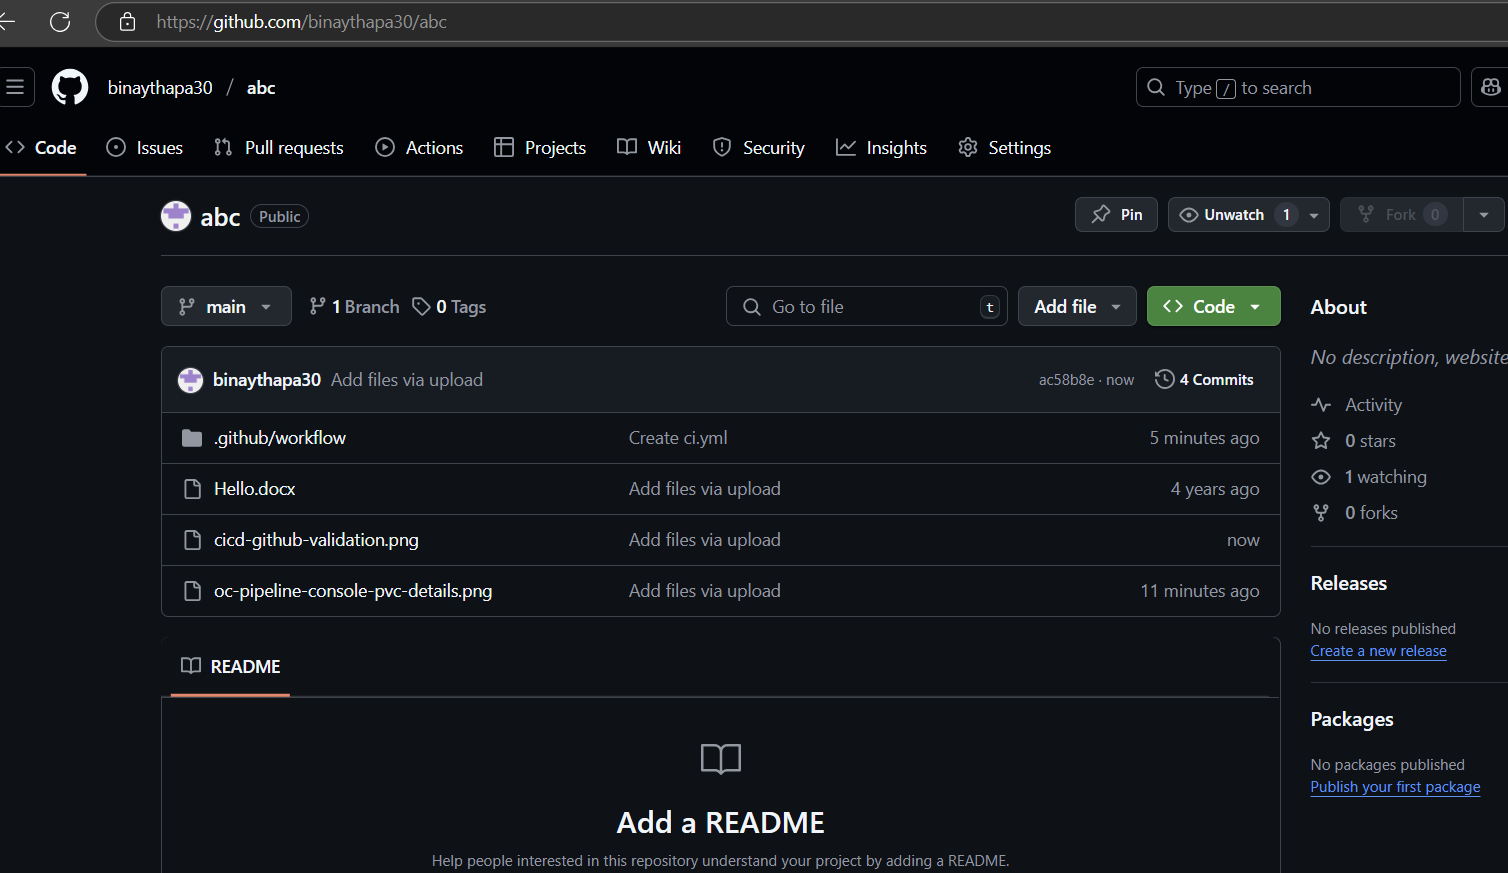 https://github.com/binaythapa30/abc
binaythapa30 / abc
Type / to search
Code Issues Pull requests Actions Projects Wiki Security Insights Settings
abc Public
Pin Unwatch 1 Fork 0
main 1 Branch 0 Tags Go to file t Add file Code
binaythapa30 Add files via upload ac58b8e · now 4 Commits
.github/workflow Create ci.yml 5 minutes ago
Hello.docx Add files via upload 4 years ago
cicd-github-validation.png Add files via upload now
oc-pipeline-console-pvc-details.png Add files via upload 11 minutes ago
README
Add a README
Help people interested in this repository understand your project by adding a README.
About
No description, website
Activity
0 stars
1 watching
0 forks
Releases
No releases published
Create a new release
Packages
No packages published
Publish your first package